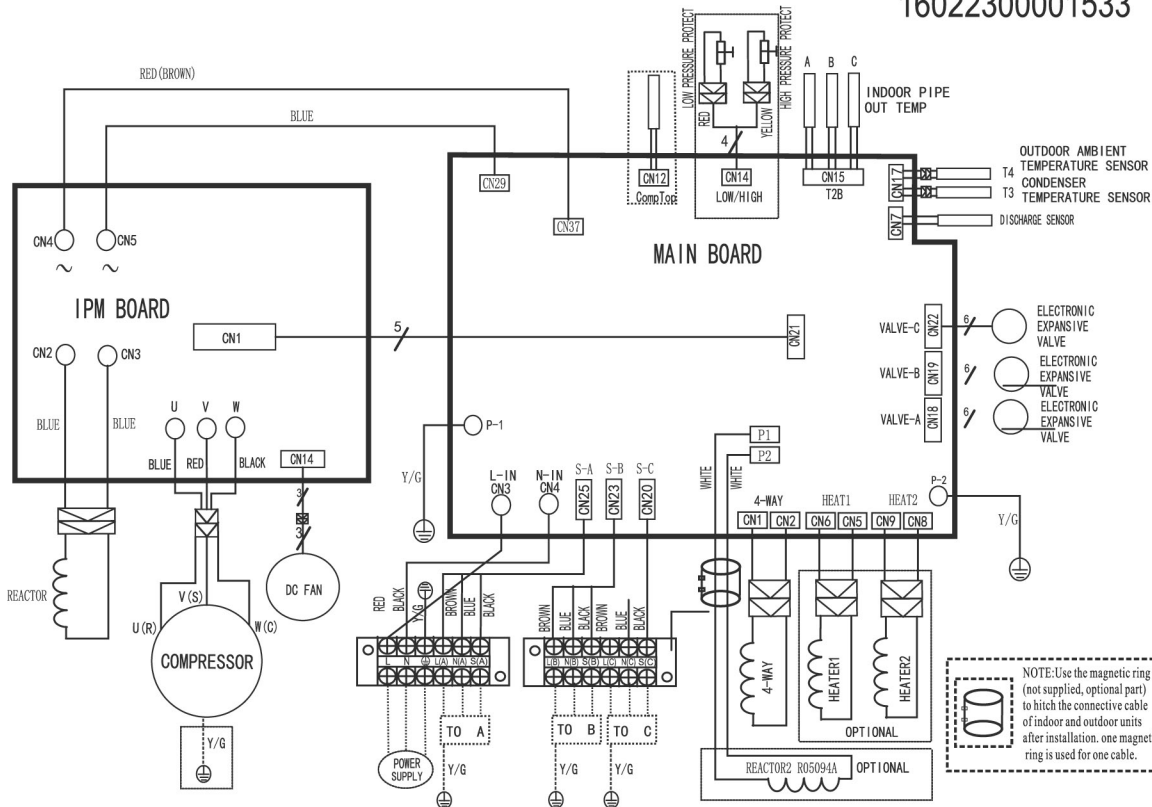 16022300001533
RED(BROWN)
BLUE
LOW PRESSURE PROTECT
HIGH PRESSURE PROTECT
RED
YELLOW
4
A B C
INDOOR PIPE
OUT TEMP
CN29
CN37
CN12
CompTop
CN14
LOW/HIGH
CN15
T2B
CN17
CN7
T4
OUTDOOR AMBIENT
TEMPERATURE SENSOR
T3
CONDENSER
TEMPERATURE SENSOR
DISCHARGE SENSOR
CN4
CN5
~ ~
IPM BOARD
MAIN BOARD
CN1
5
CN21
CN2
CN3
BLUE
BLUE
U V W
BLUE
RED
BLACK
CN14
3
3
DC FAN
REACTOR
V(S)
U(R)
W(C)
COMPRESSOR
Y/G
VALVE-C
CN22
6
ELECTRONIC
EXPANSIVE
VALVE
VALVE-B
CN19
6
ELECTRONIC
EXPANSIVE
VALVE
VALVE-A
CN18
6
ELECTRONIC
EXPANSIVE
VALVE
P-1
Y/G
L-IN
CN3
N-IN
CN4
S-A
CN25
S-B
CN23
S-C
CN20
P1
P2
WHITE
WHITE
P-2
Y/G
4-WAY
CN1 CN2
HEAT1
CN6 CN5
HEAT2
CN9 CN8
RED
BLACK
Y/G
BROWN
BLUE
BLACK
L N L(A) N(A) S(A)
BROWN
BLUE
BLACK
BROWN
BLUE
BLACK
L(B) N(B) S(B) L(C) N(C) S(C)
POWER
SUPPLY
TO A
Y/G
TO B
Y/G
TO C
Y/G
4-WAY
HEATER1
HEATER2
OPTIONAL
REACTOR2 R05094A
OPTIONAL
NOTE:Use the magnetic ring
(not supplied, optional part)
to hitch the connective cable
of indoor and outdoor units
after installation. one magnet
ring is used for one cable.